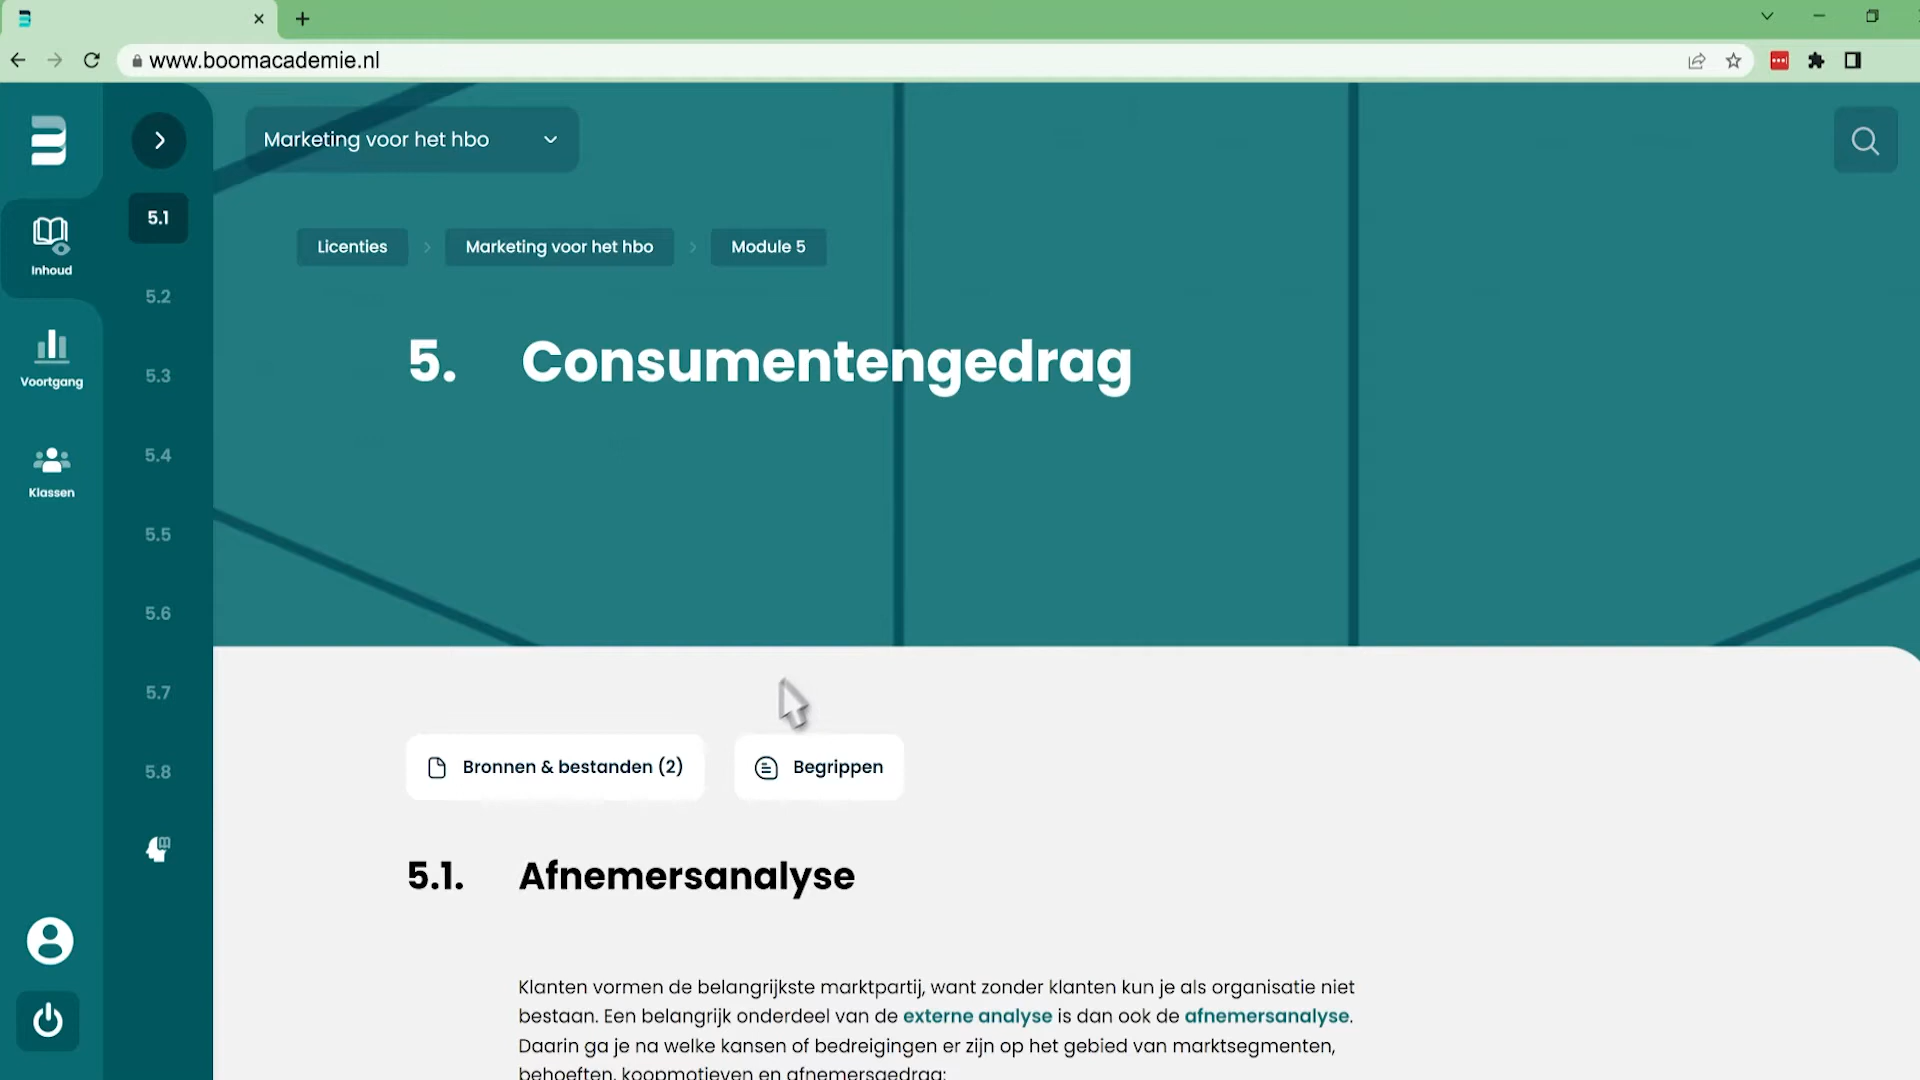 www.boomacademie.nl
Marketing voor het hbo
5.1
Licenties
Marketing voor het hbo
Module 5
Inhoud
5.2
5. Consumentengedrag
5.3
Voortgang
5.4
Klassen
5.5
5.6
5.7
Bronnen & bestanden (2)
Begrippen
5.8
5.1. Afnemersanalyse
Klanten vormen de belangrijkste marktpartij, want zonder klanten kun je als organisatie niet
bestaan. Een belangrijk onderdeel van de externe analyse is dan ook de afnemersanalyse.
Daarin ga je na welke kansen of bedreigingen er zijn op het gebied van marktsegmenten,
behoeften, koopmotieven en afnemersgedrag: